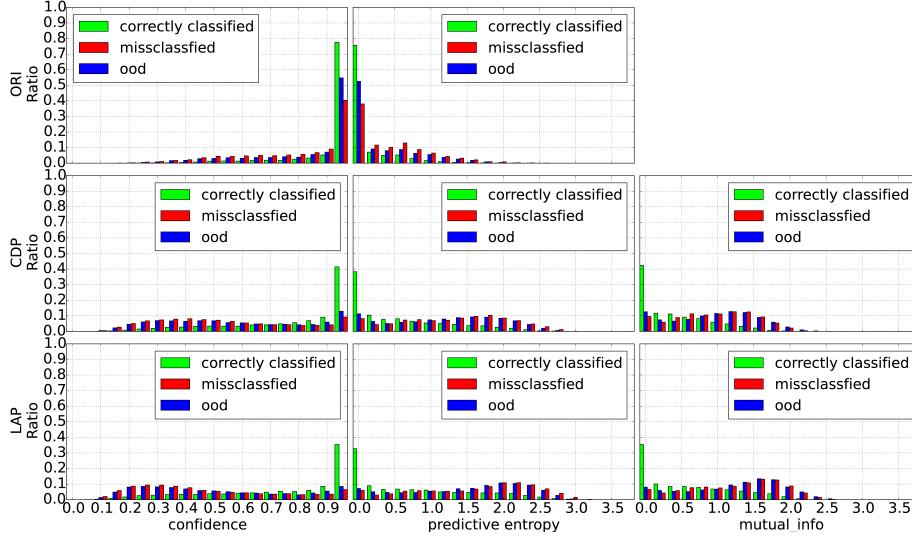 1.0
0.9
0.8
0.7
0.6
0.5
0.4
0.3
0.2
0.1
0.0
ORI
Ratio
correctly classified
missclassfied
ood
correctly classified
missclassfied
ood
1.0
0.9
0.8
0.7
0.6
0.5
0.4
0.3
0.2
0.1
0.0
CDP
Ratio
correctly classified
missclassfied
ood
correctly classified
missclassfied
ood
correctly classified
missclassfied
ood
1.0
0.9
0.8
0.7
0.6
0.5
0.4
0.3
0.2
0.1
0.0
LAP
Ratio
correctly classified
missclassfied
ood
correctly classified
missclassfied
ood
correctly classified
missclassfied
ood
0.0 0.1 0.2 0.3 0.4 0.5 0.6 0.7 0.8 0.9
confidence
0.0 0.5 1.0 1.5 2.0 2.5 3.0 3.5
predictive entropy
0.0 0.5 1.0 1.5 2.0 2.5 3.0 3.5
mutual_info